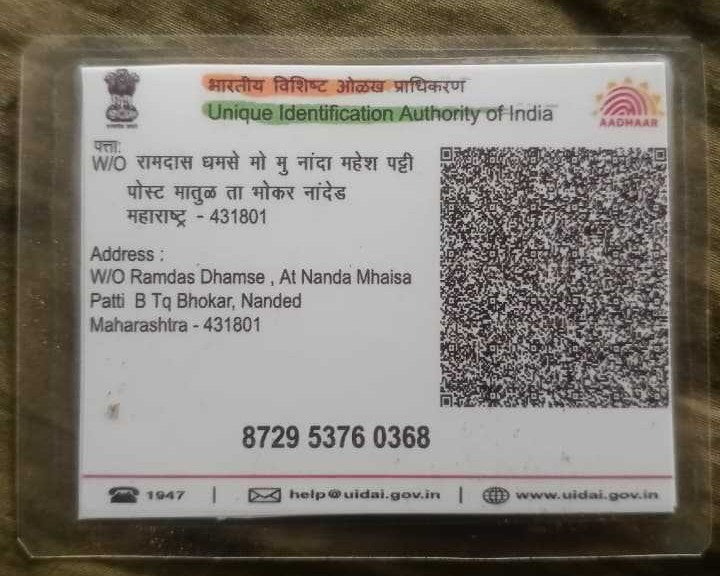 भारतीय विशिष्ट ओळख प्राधिकरण
Unique Identification Authority of India
AADHAAR
पत्ता:
W/O रामदास धमसे मो मु नांदा म्हैश पट्टी
पोस्ट मातुळ ता भोकर नांदेड
महाराष्ट्र - 431801
Address :
W/O Ramdas Dhamse , At Nanda Mhaisa
Patti B Tq Bhokar, Nanded
Maharashtra - 431801
8729 5376 0368
1947 | help@uidai.gov.in | www.uidai.gov.in